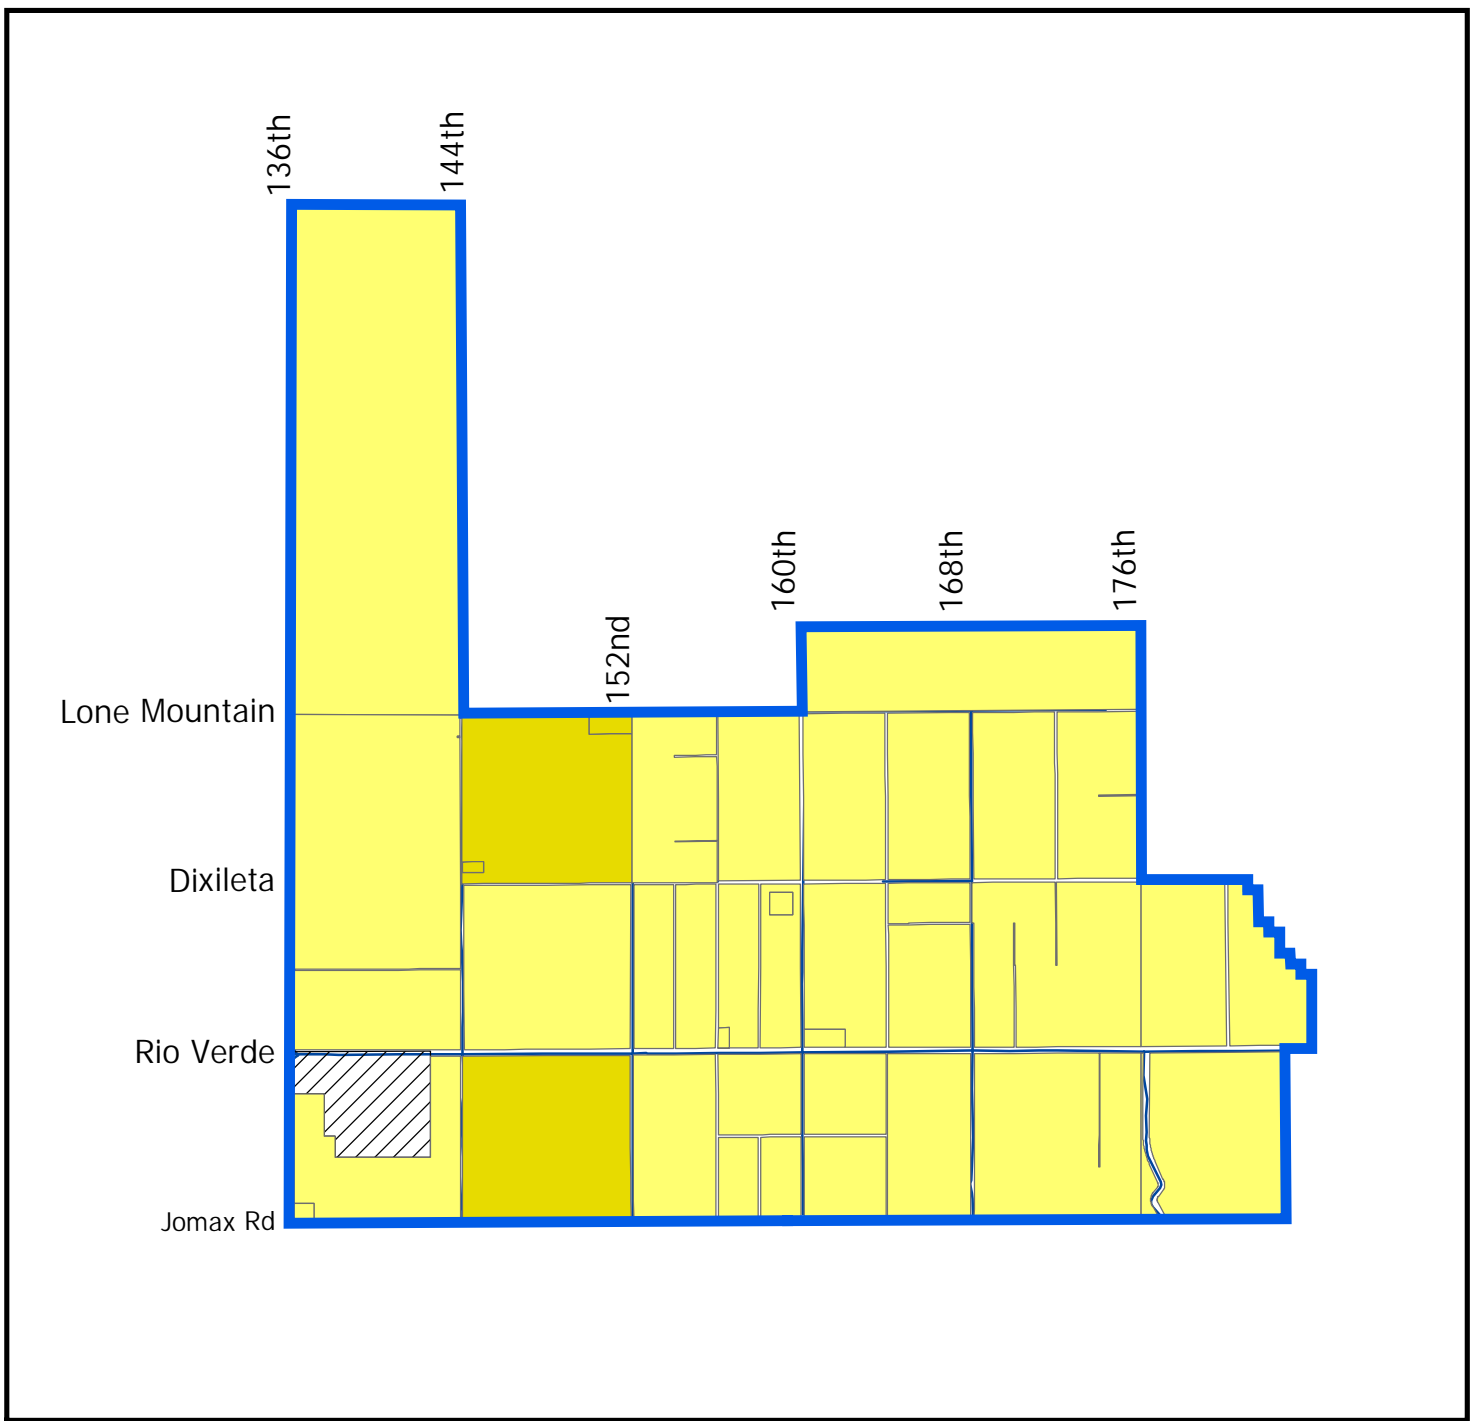 136th
144th
160th
168th
176th
152nd
Lone Mountain
Dixileta
Rio Verde
Jomax Rd